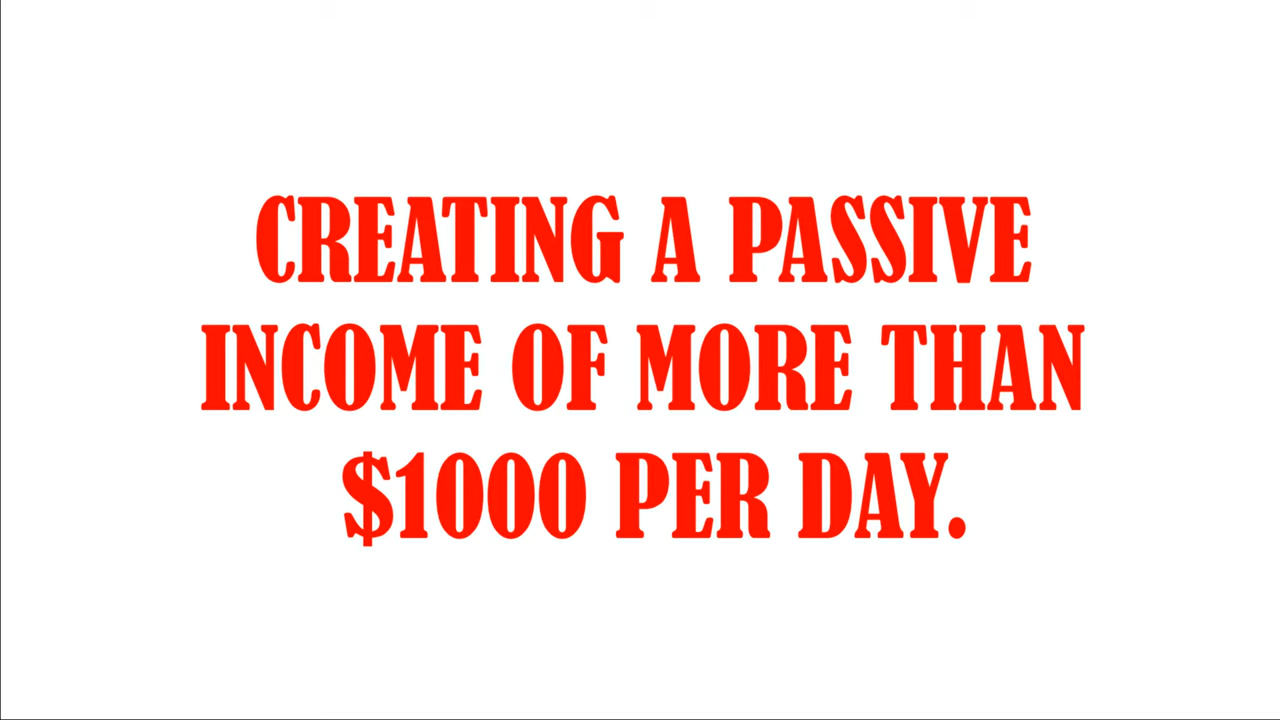 CREATING A PASSIVE
INCOME OF MORE THAN
$1000 PER DAY.